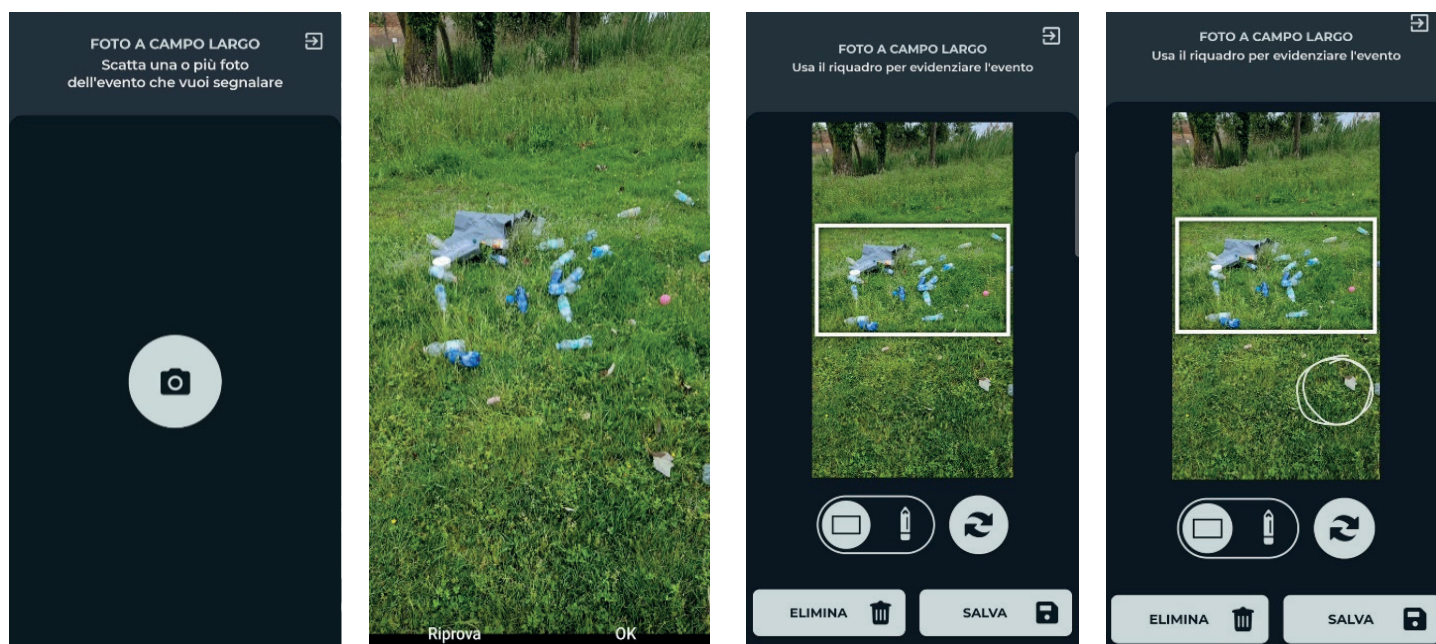 FOTO A CAMPO LARGO
Scatta una o più foto
dell'evento che vuoi segnalare
Riprova OK
FOTO A CAMPO LARGO
Usa il riquadro per evidenziare l'evento
ELIMINA SALVA
FOTO A CAMPO LARGO
Usa il riquadro per evidenziare l'evento
ELIMINA SALVA